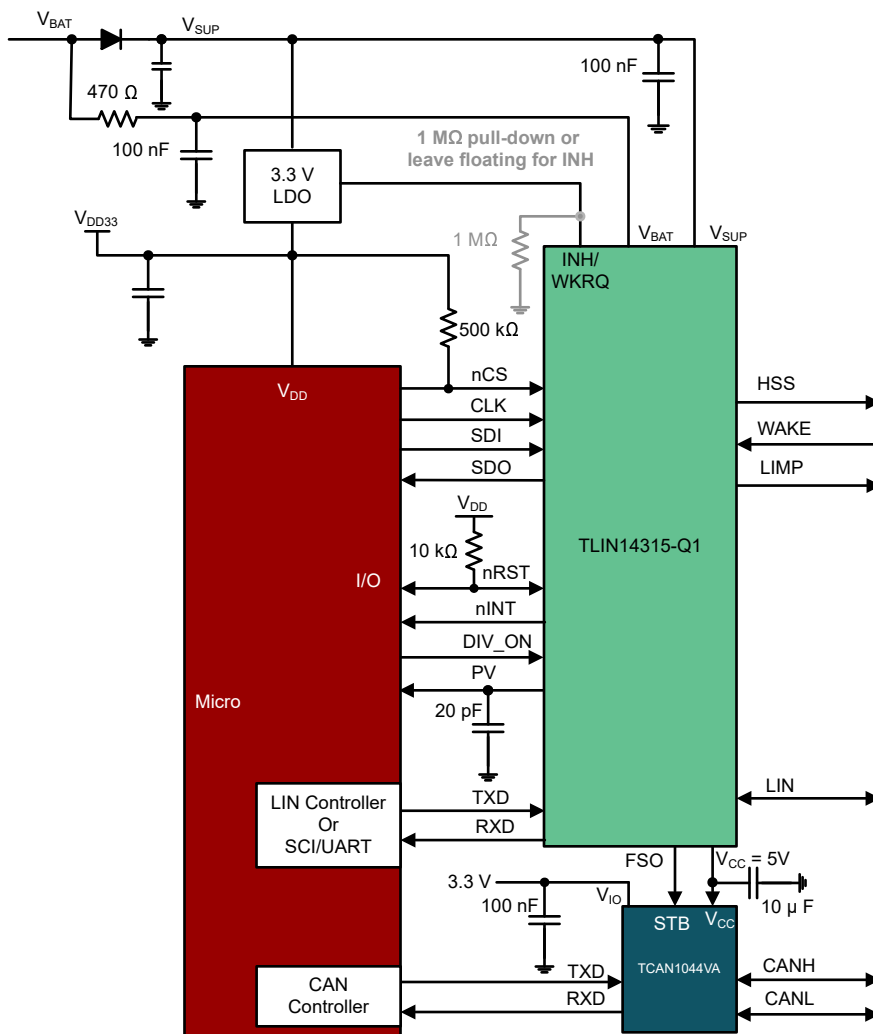 VBAT
VSUP
100 nF
470 Ω
100 nF
1 MΩ pull-down or
leave floating for INH
3.3 V
LDO
VDD33
1 MΩ
VBAT
VSUP
INH/
WKRQ
500 kΩ
VDD
nCS
HSS
CLK
WAKE
SDI
SDO
LIMP
VDD
TLIN14315-Q1
10 kΩ
I/O
nRST
nINT
DIV_ON
PV
Micro
20 pF
LIN
TXD
LIN Controller
Or
SCI/UART
RXD
FSO
VCC = 5V
3.3 V
VIO
100 nF
10 µ F
STB
VCC
TCAN1044VA
TXD
CANH
CAN
Controller
RXD
CANL